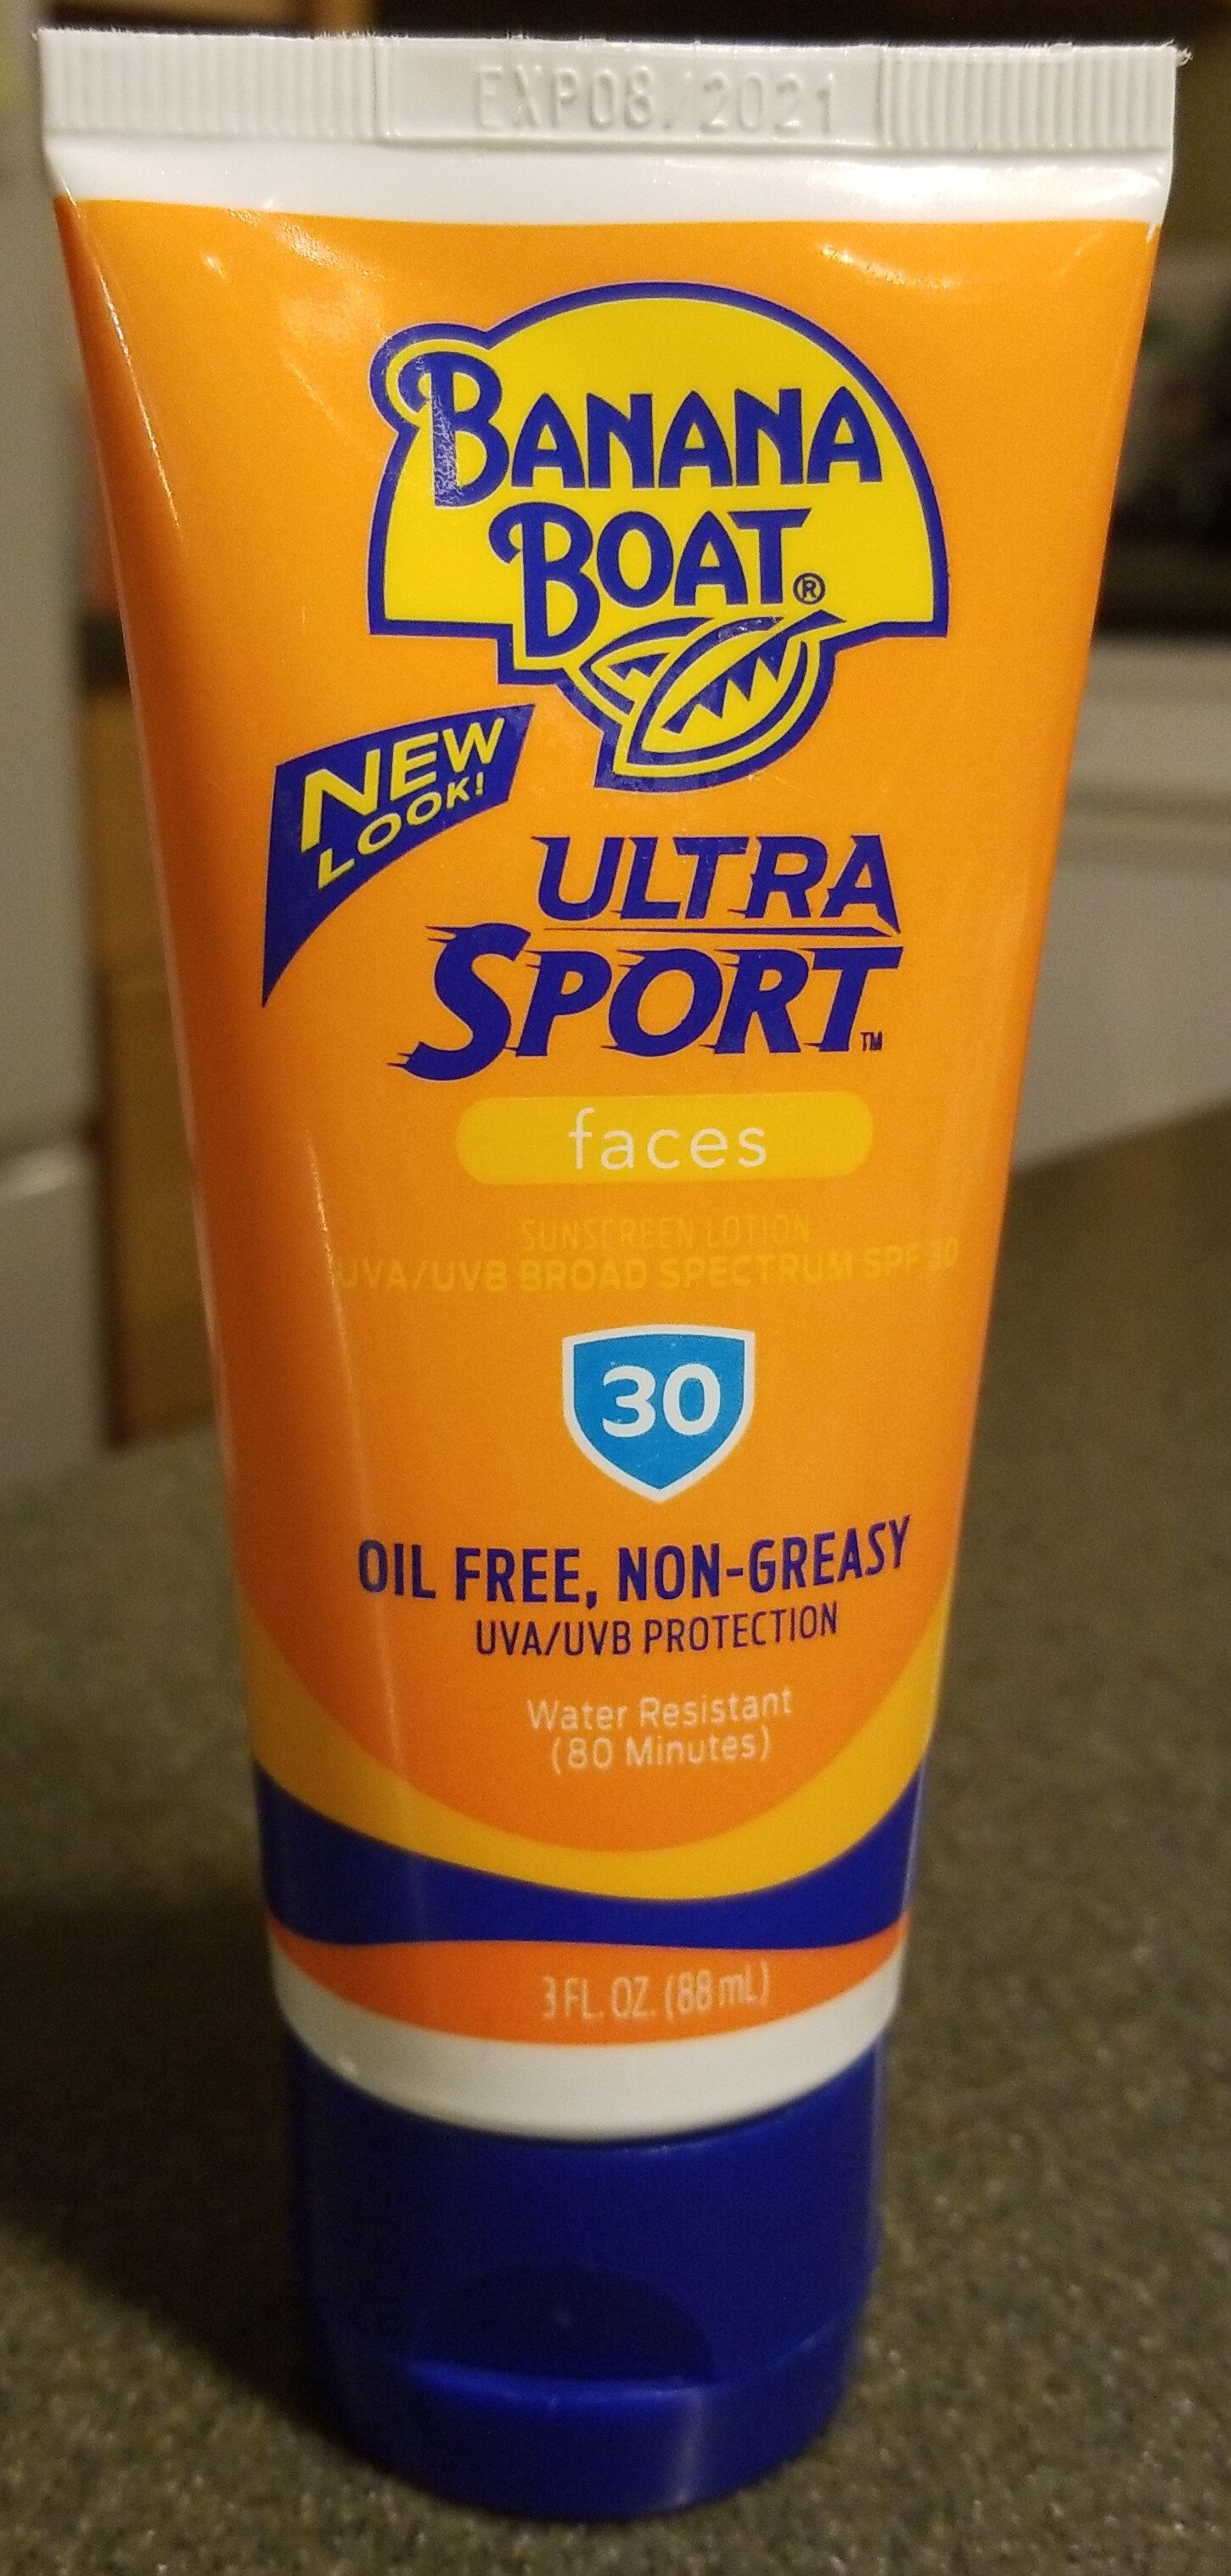 EXP08/2021
BANANA
BOAT®
NEW
LOOK!
ULTRA
SPORT™
faces
SUNSCREEN LOTION
UVA/UVB BROAD SPECTRUM SPF 30
30
OIL FREE, NON-GREASY
UVA/UVB PROTECTION
Water Resistant
(80 Minutes)
3 FL. OZ. (88 mL)